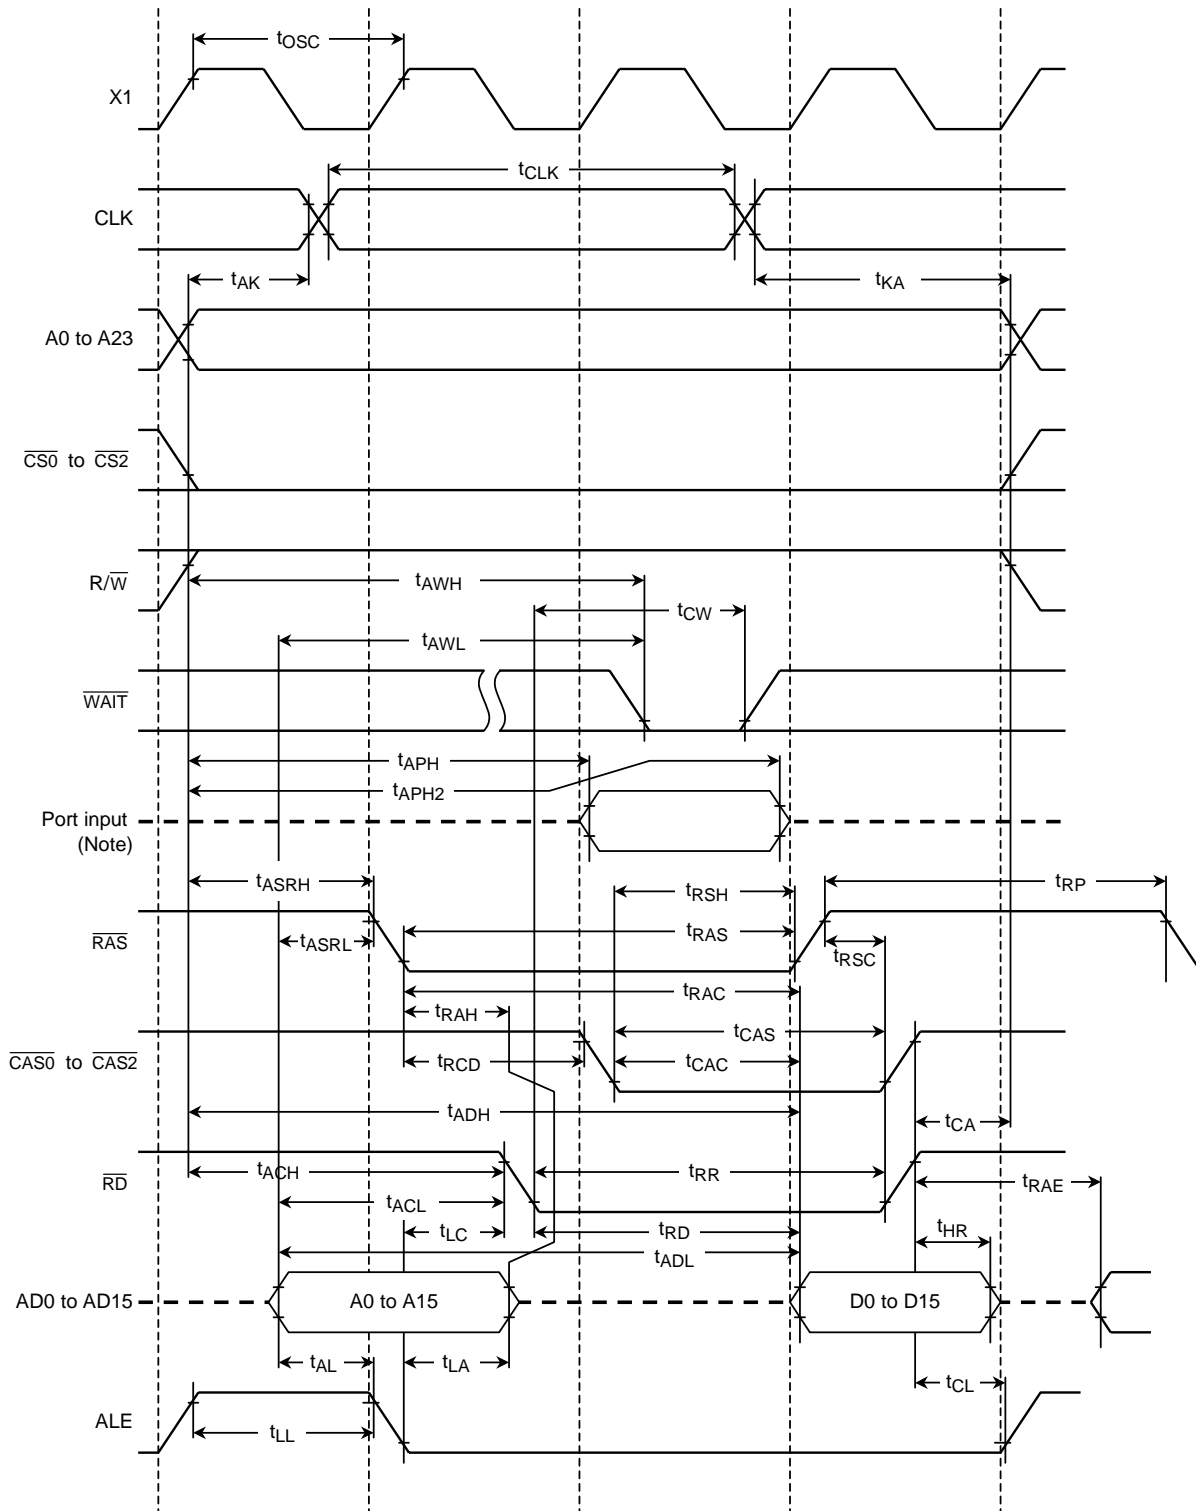 tOSC
X1
tCLK
CLK
tAK
tKA
A0 to A23
CS0 to CS2
R/W
tAWH
tCW
tAWL
WAIT
tAPH
tAPH2
Port input
(Note)
tASRH
tRSH
tRP
RAS
tASRL
tRAS
tRSC
tRAC
tRAH
tCAS
CAS0 to CAS2
tRCD
tCAC
tADH
tCA
RD
tACH
tRR
tRAE
tACL
tLC
tRD
tHR
tADL
AD0 to AD15
A0 to A15
D0 to D15
tAL
tLA
tCL
ALE
tLL